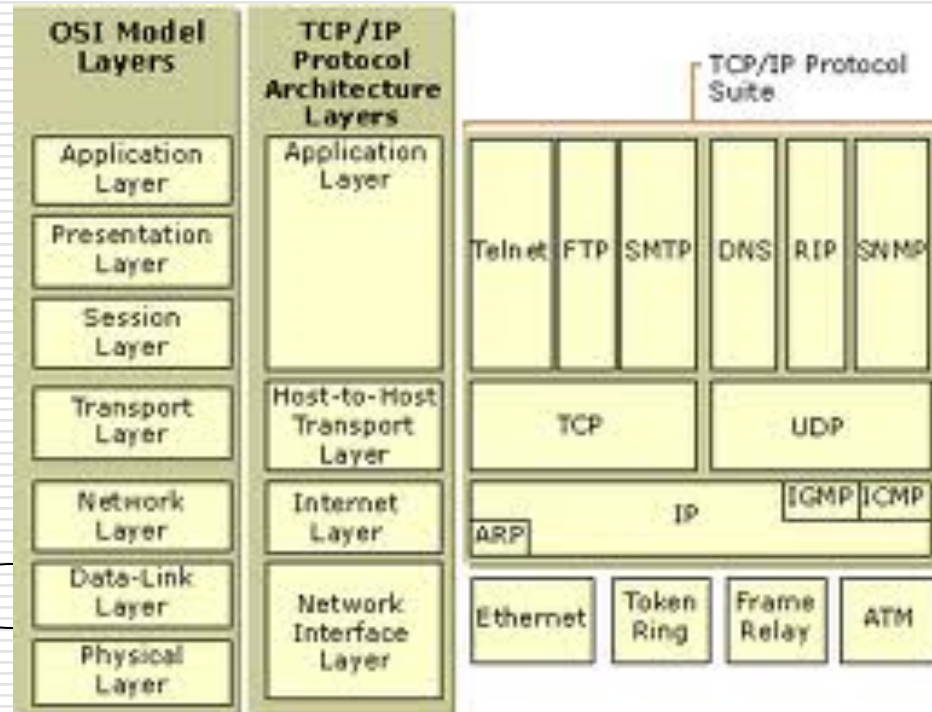 OSI Model
Layers
TCP/IP
Protocol
Architecture
Layers
TCP/IP Protocol
Suite
Application
Layer
Presentation
Layer
Session
Layer
Transport
Layer
Network
Layer
Data-Link
Layer
Physical
Layer
Application
Layer
Host-to-Host
Transport
Layer
Internet
Layer
Network
Interface
Layer
Telnet
FTP
SMTP
DNS
RIP
SNMP
TCP
UDP
IP
IGMP
ICMP
ARP
Ethernet
Token
Ring
Frame
Relay
ATM